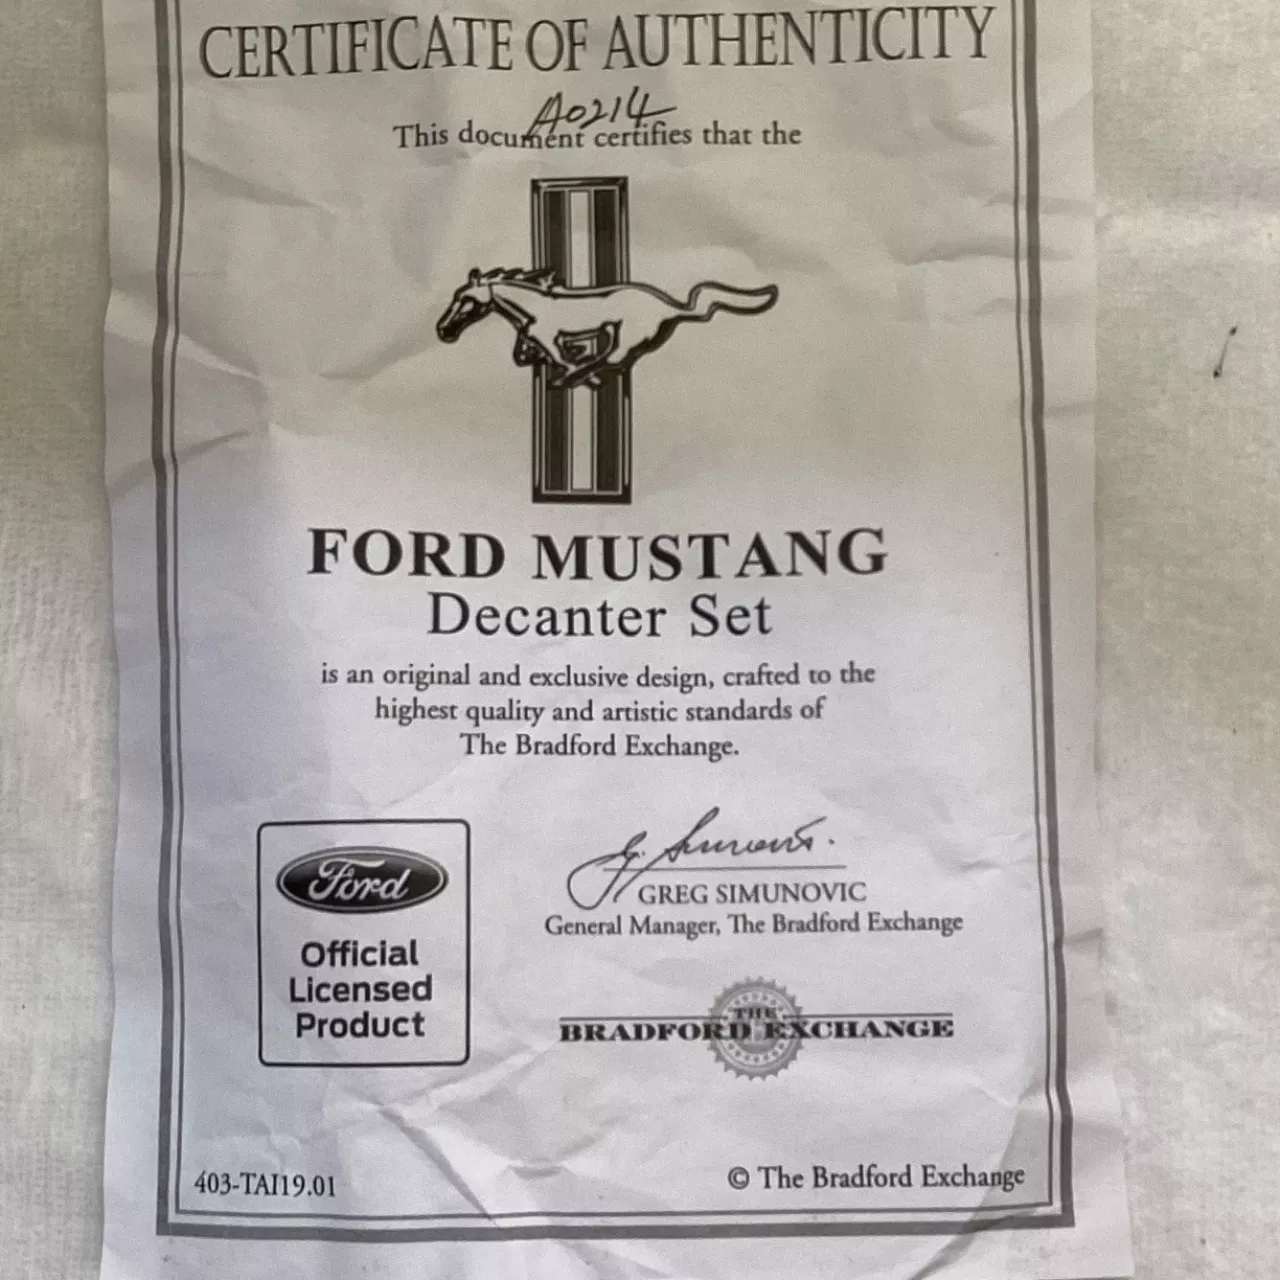 CERTIFICATE OF AUTHENTICITY
A0214
This document certifies that the
FORD MUSTANG
Decanter Set
is an original and exclusive design, crafted to the
highest quality and artistic standards of
The Bradford Exchange.
Ford
Official
Licensed
Product
G. Simunovic
GREG SIMUNOVIC
General Manager, The Bradford Exchange
THE
BRADFORD EXCHANGE
403-TAI19.01
© The Bradford Exchange